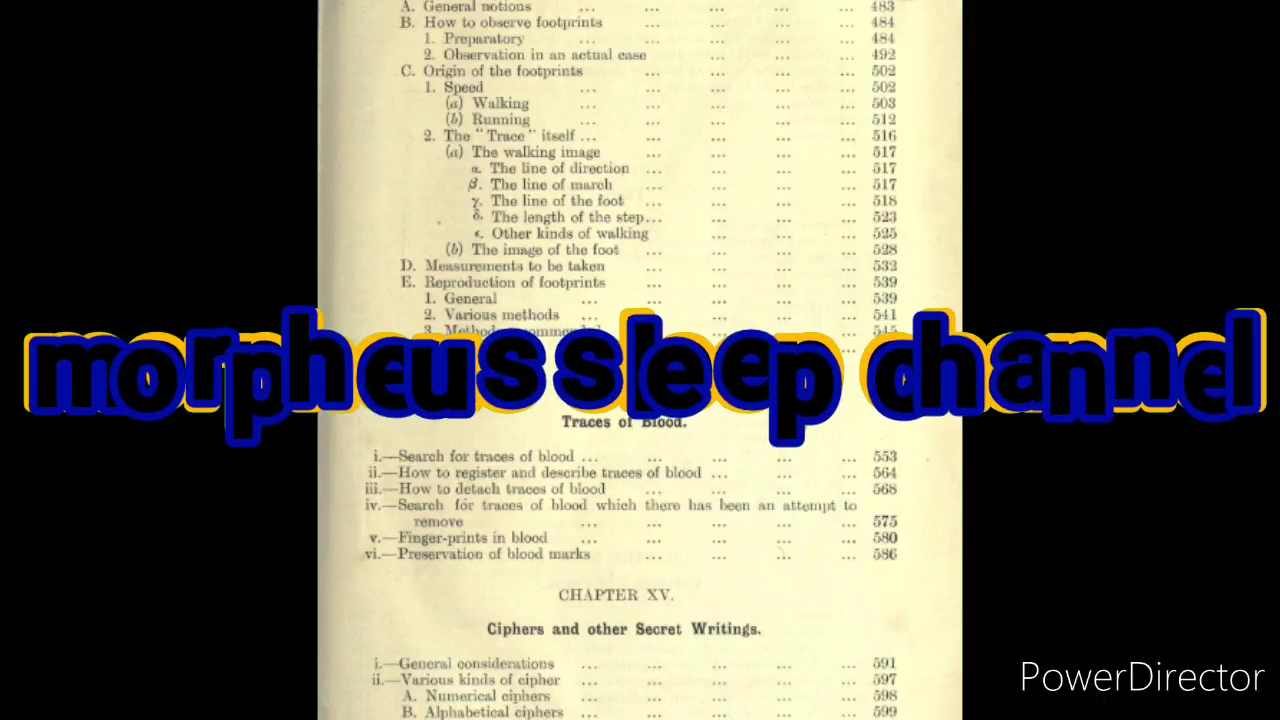 A. General notions ... ... ... ... ... 483
B. How to observe footprints ... ... ... ... 484
1. Preparatory ... ... ... ... ... 484
2. Observation in an actual case ... ... ... 492
C. Origin of the footprints ... ... ... ... 502
1. Speed ... ... ... ... ... 502
(a) Walking ... ... ... ... ... 503
(b) Running ... ... ... ... ... 512
2. The "Trace" itself ... ... ... ... ... 516
(a) The walking image ... ... ... ... 517
α. The line of direction ... ... ... ... 517
β. The line of march ... ... ... ... 517
γ. The line of the foot ... ... ... ... 518
δ. The length of the step... ... ... ... 523
ε. Other kinds of walking ... ... ... 525
(b) The image of the foot ... ... ... ... 528
D. Measurements to be taken ... ... ... ... 532
E. Reproduction of footprints ... ... ... ... 539
1. General ... ... ... ... ... 539
2. Various methods ... ... ... ... ... 541
3. 545
morpheus sleep channel
Traces of Blood.
i.—Search for traces of blood ... ... ... ... ... 553
ii.—How to register and describe traces of blood ... ... ... 564
iii.—How to detach traces of blood ... ... ... ... 568
iv.—Search for traces of blood which there has been an attempt to
remove ... ... ... ... ... 575
v.—Finger-prints in blood ... ... ... ... ... 580
vi.—Preservation of blood marks ... ... ... ... 586
CHAPTER XV.
Ciphers and other Secret Writings.
i.—General considerations ... ... ... ... ... 591
ii.—Various kinds of cipher ... ... ... ... ... 597
A. Numerical ciphers ... ... ... ... ... 598
B. Alphabetical ciphers ... ... ... ... ... 599
PowerDirector